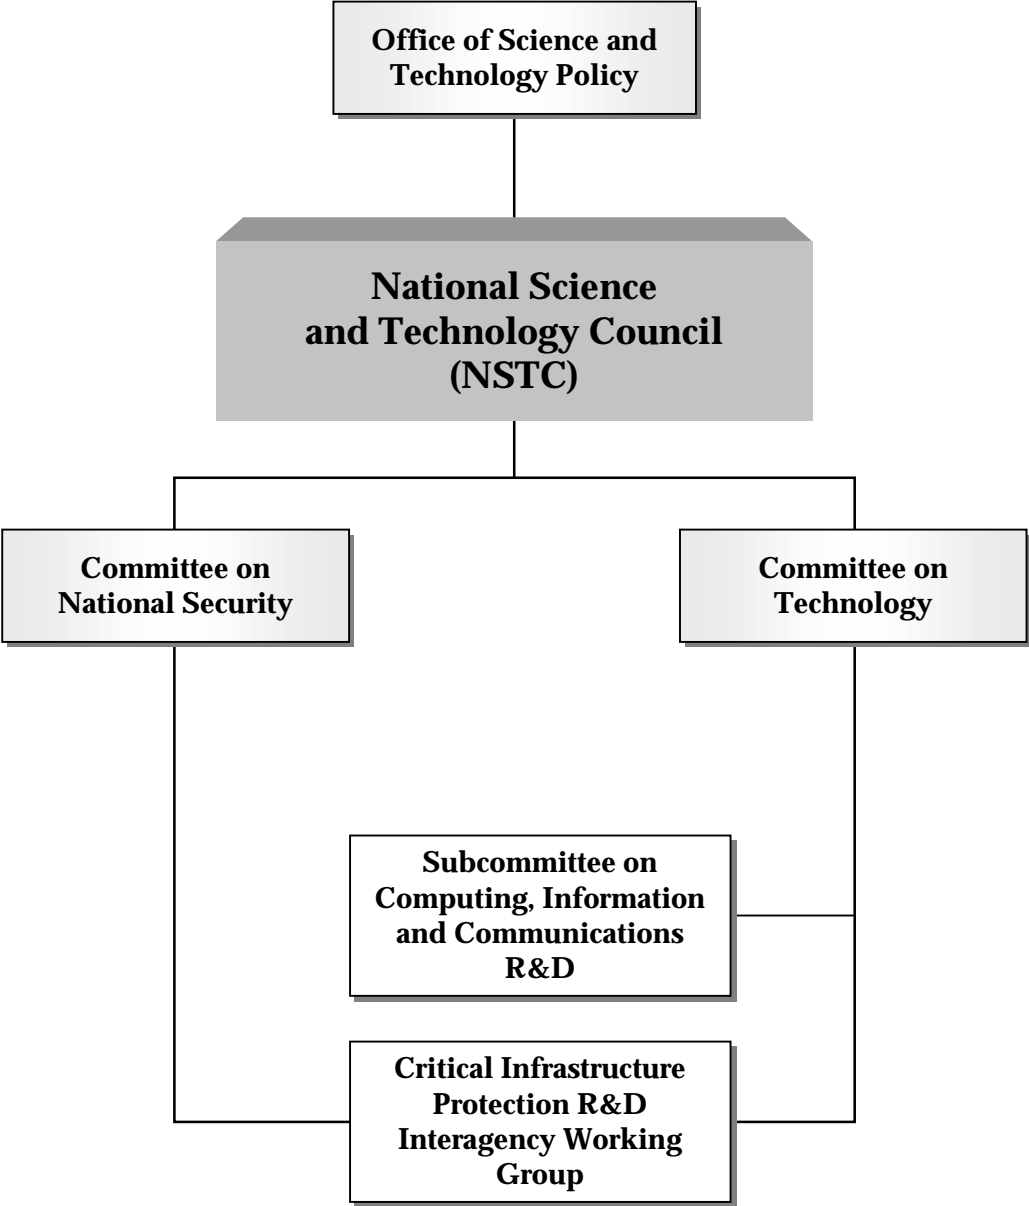 Office of Science and
Technology Policy
National Science
and Technology Council
(NSTC)
Committee on
National Security
Committee on
Technology
Subcommittee on
Computing, Information
and Communications
R&D
Critical Infrastructure
Protection R&D
Interagency Working
Group